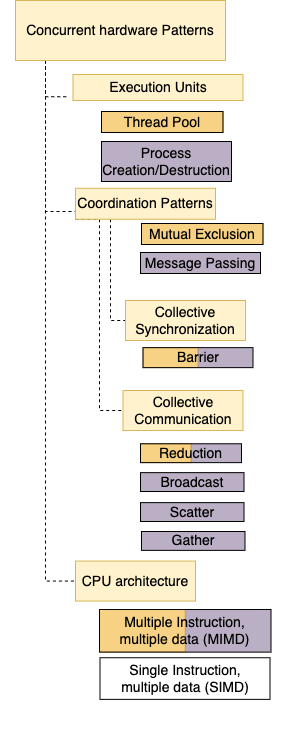 Concurrent hardware Patterns
Execution Units
Thread Pool
Process
Creation/Destruction
Coordination Patterns
Mutual Exclusion
Message Passing
Collective
Synchronization
Barrier
Collective
Communication
Reduction
Broadcast
Scatter
Gather
CPU architecture
Multiple Instruction,
multiple data (MIMD)
Single Instruction,
multiple data (SIMD)